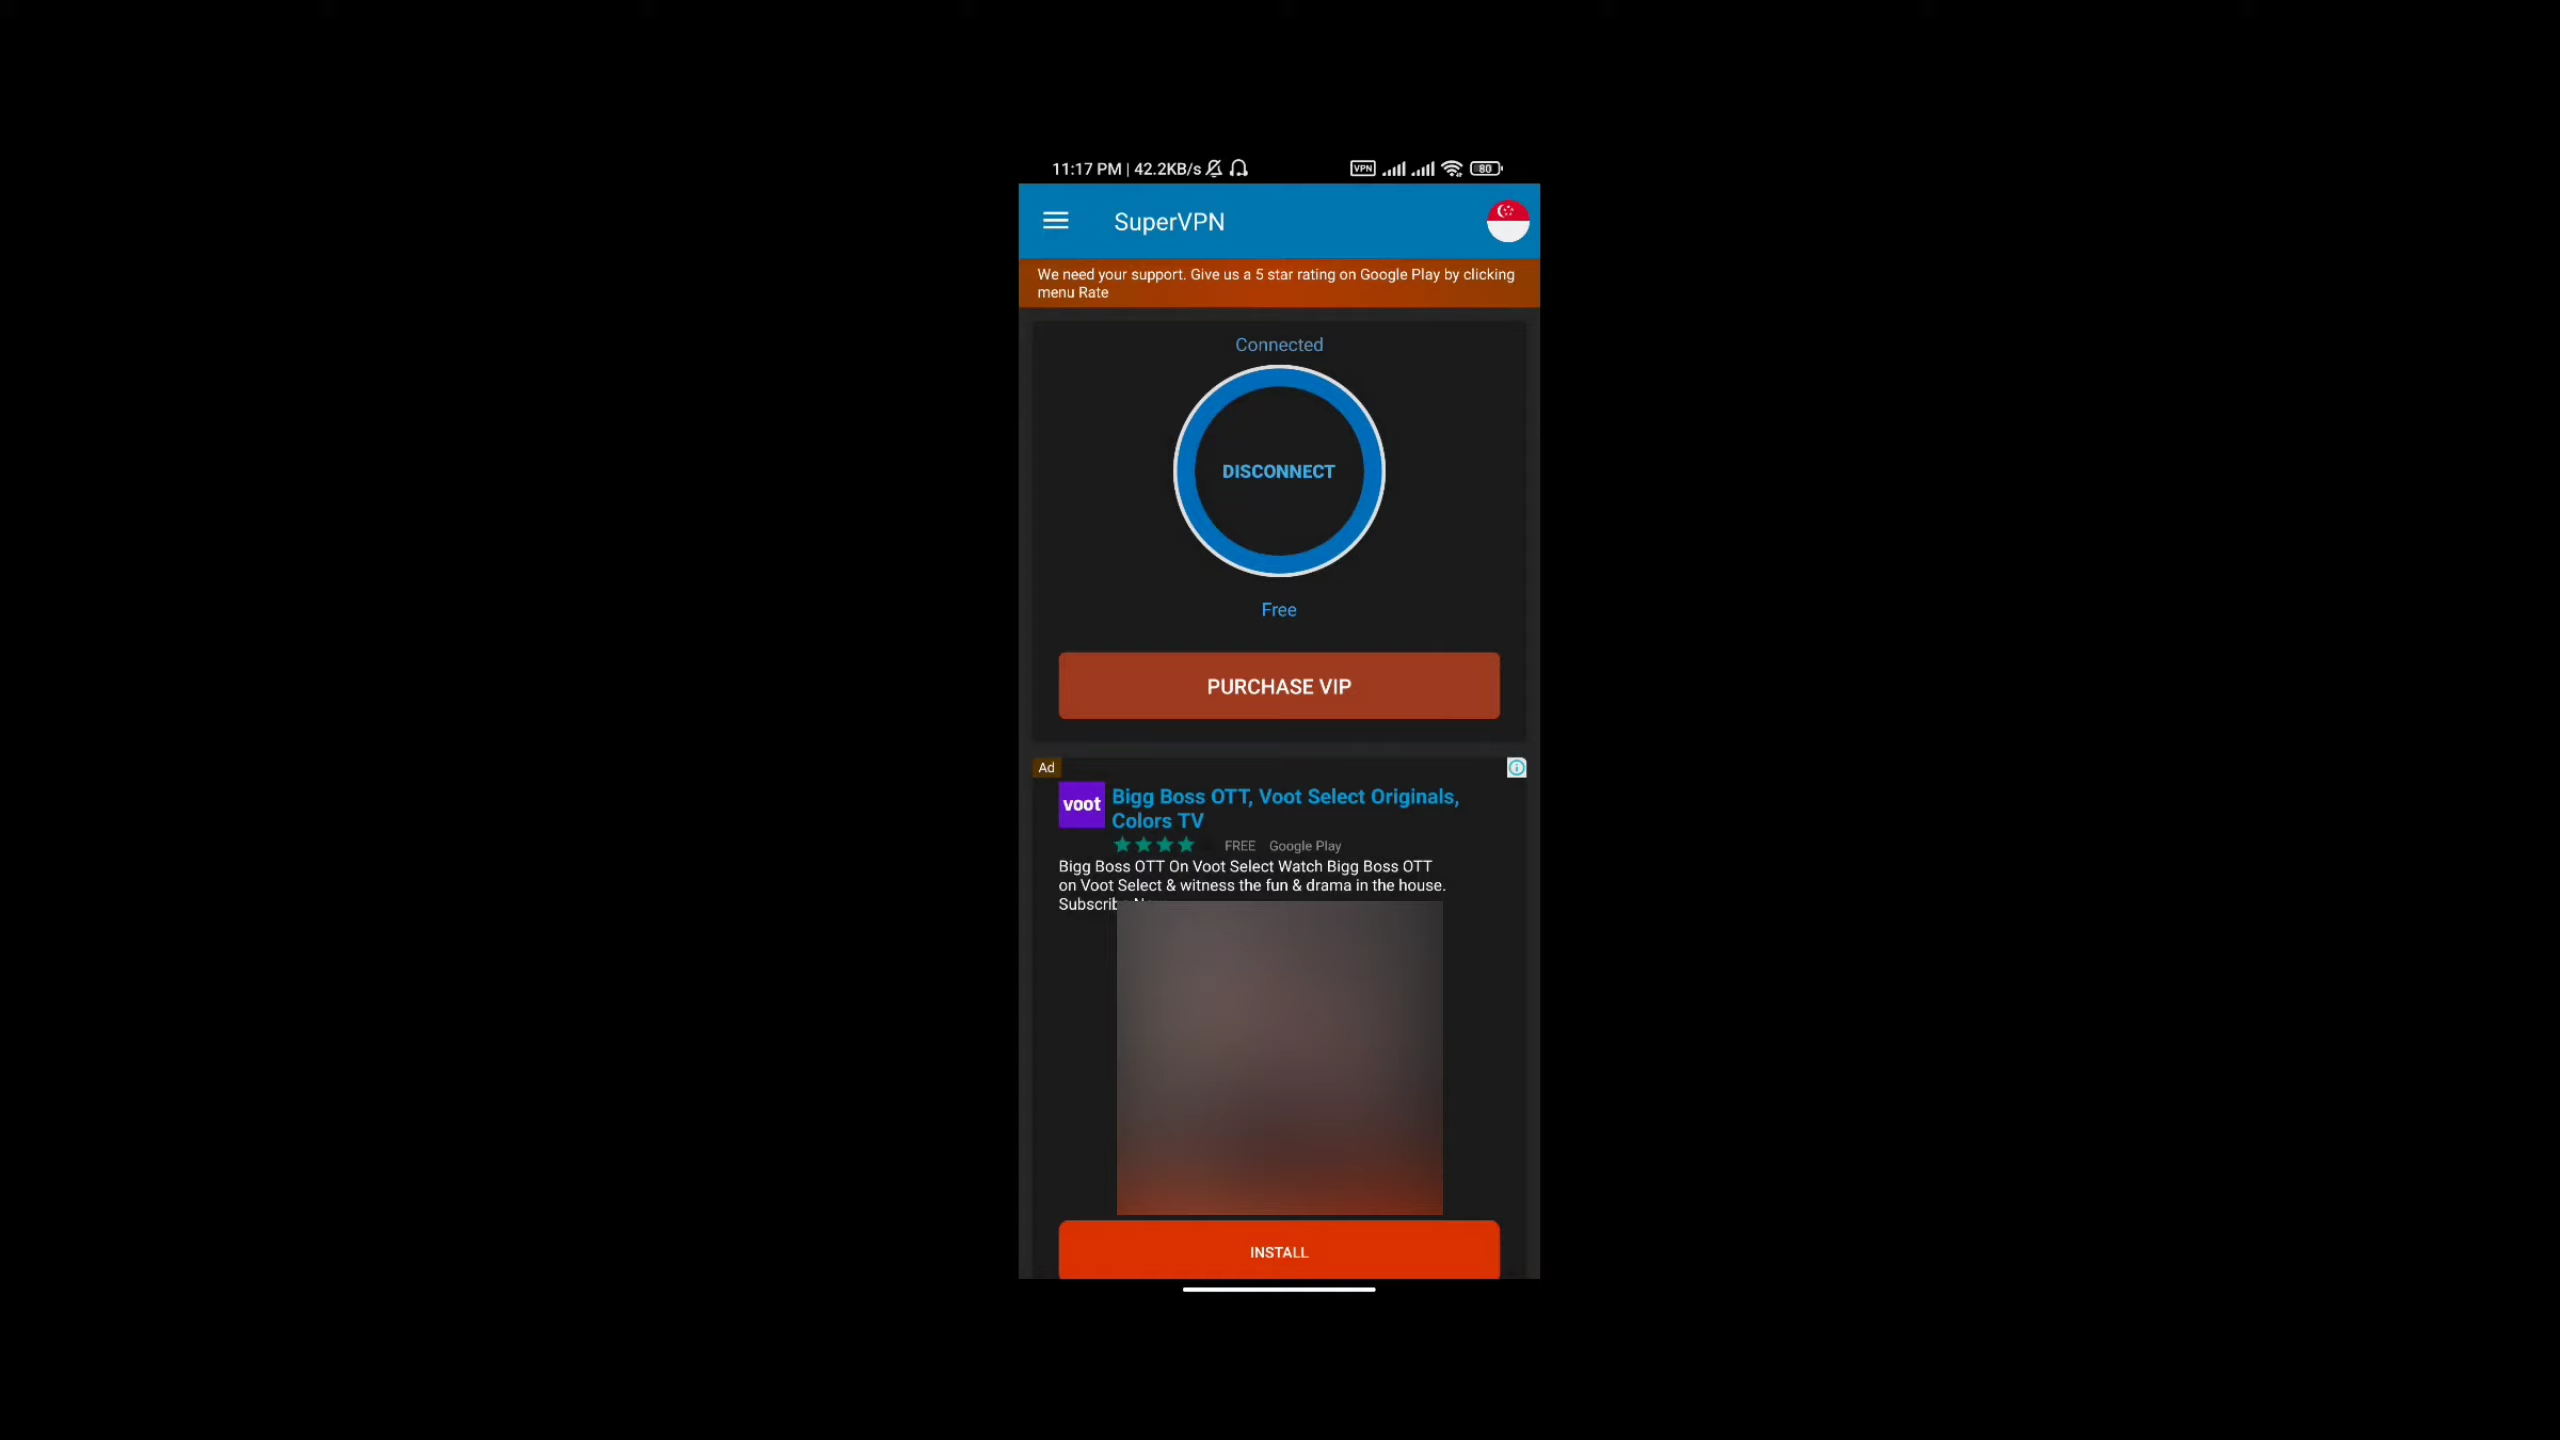 11:17 PM | 42.2KB/s VPN 80
SuperVPN
We need your support. Give us a 5 star rating on Google Play by clicking
menu Rate
Connected
DISCONNECT
Free
PURCHASE VIP
Ad
voot
Bigg Boss OTT, Voot Select Originals,
Colors TV
FREE Google Play
Bigg Boss OTT On Voot Select Watch Bigg Boss OTT
on Voot Select & witness the fun & drama in the house.
INSTALL